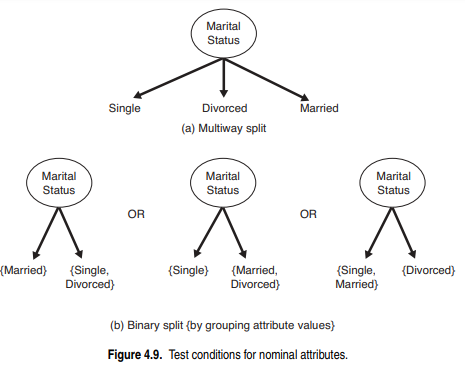 Marital
Status
Single Divorced Married
(a) Multiway split
Marital
Status
OR
Marital
Status
OR
Marital
Status
{Married} {Single,
Divorced}
{Single} {Married,
Divorced}
{Single,
Married} {Divorced}
(b) Binary split {by grouping attribute values}
Figure 4.9. Test conditions for nominal attributes.